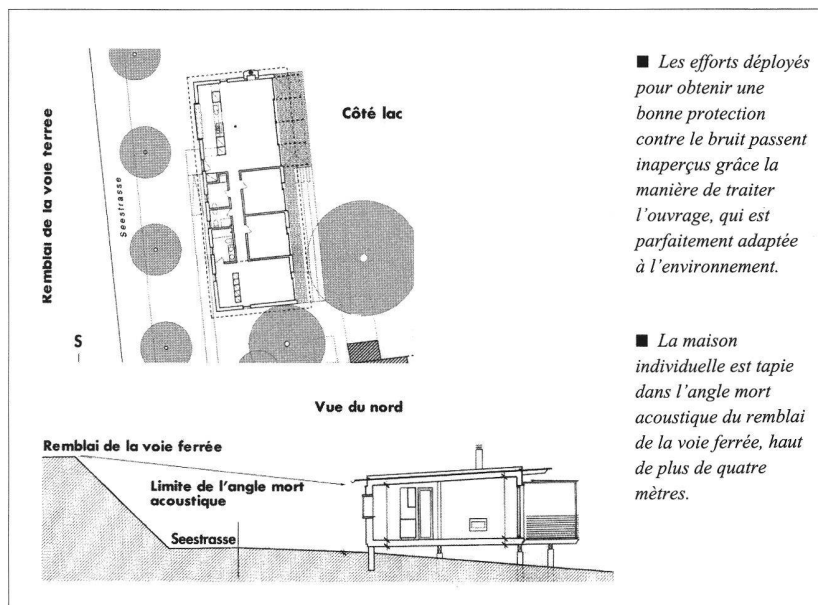 Remblai de la voie ferrée
Seestrasse
Côté lac
S
Vue du nord
Remblai de la voie ferrée
Limite de l'angle mort
acoustique
Seestrasse
■ Les efforts déployés
pour obtenir une
bonne protection
contre le bruit passent
inaperçus grâce la
manière de traiter
l'ouvrage, qui est
parfaitement adaptée
à l'environnement.
■ La maison
individuelle est tapie
dans l'angle mort
acoustique du remblai
de la voie ferrée, haut
de plus de quatre
mètres.